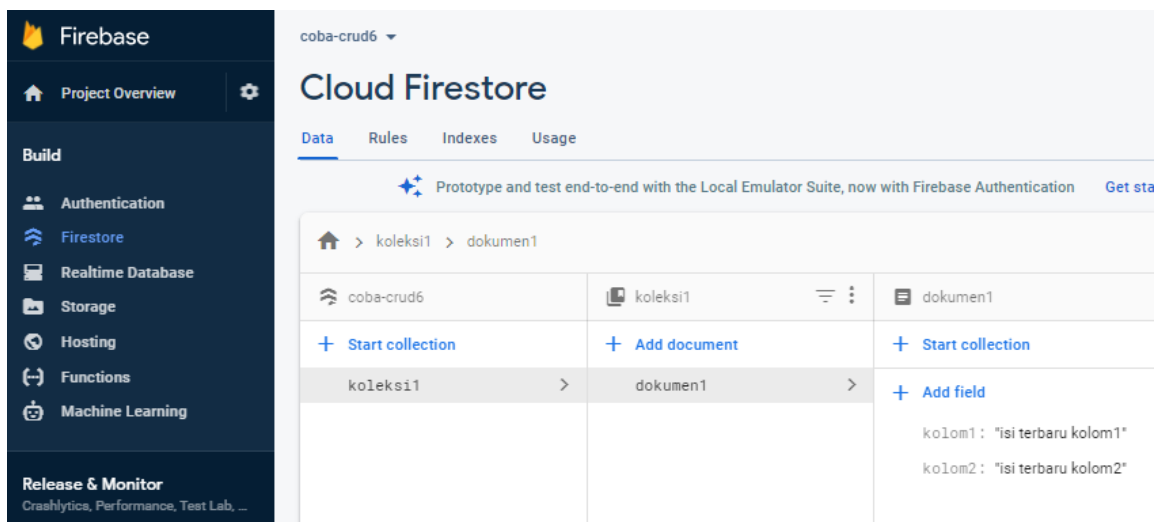 Firebase
Project Overview
Build
Authentication
Firestore
Realtime Database
Storage
Hosting
Functions
Machine Learning
Release & Monitor
Crashlytics, Performance, Test Lab, ...
coba-crud6
Cloud Firestore
Data Rules Indexes Usage
Prototype and test end-to-end with the Local Emulator Suite, now with Firebase Authentication Get sta
koleksi1 > dokumen1
coba-crud6 koleksi1 dokumen1
+ Start collection + Add document + Start collection
koleksi1 > dokumen1 > + Add field
kolom1: "isi terbaru kolom1"
kolom2: "isi terbaru kolom2"